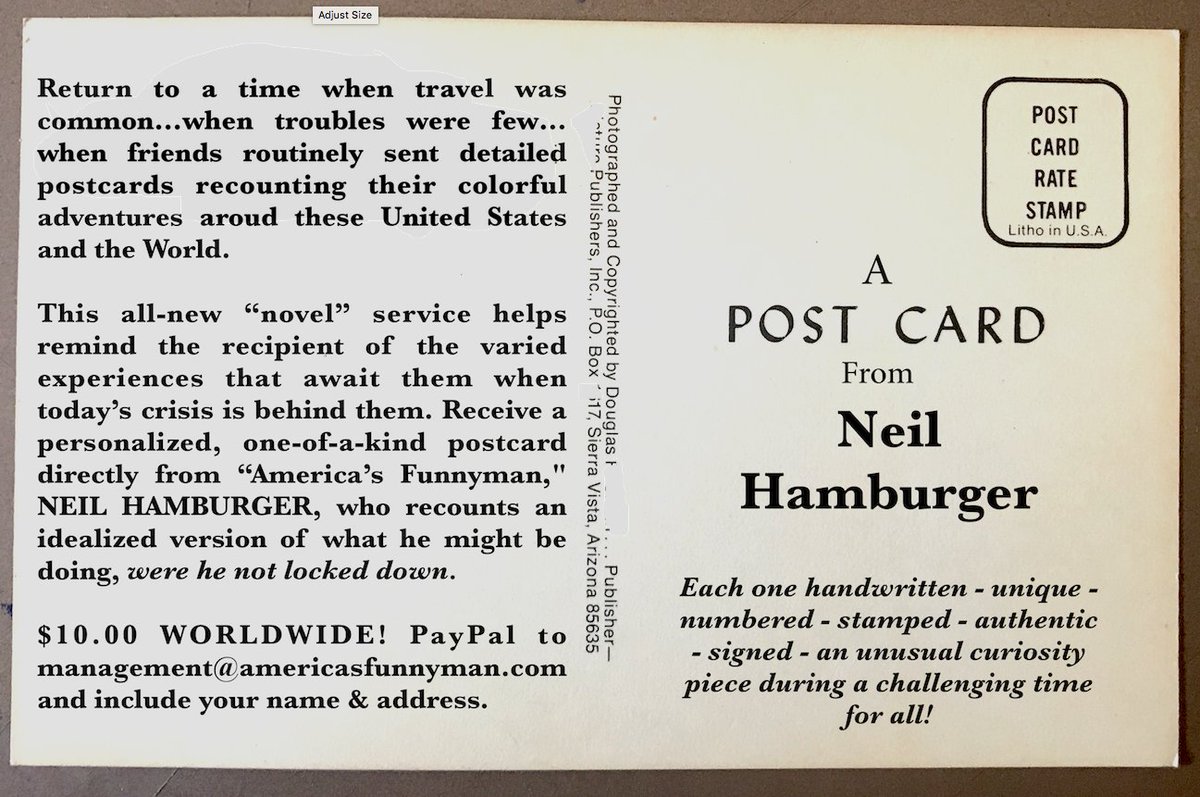 Adjust Size
Return to a time when travel was
common...when troubles were few...
when friends routinely sent detailed
postcards recounting their colorful
adventures aroud these United States
and the World.
This all-new “novel” service helps
remind the recipient of the varied
experiences that await them when
today’s crisis is behind them. Receive a
personalized, one-of-a-kind postcard
directly from “America’s Funnyman,"
NEIL HAMBURGER, who recounts an
idealized version of what he might be
doing, were he not locked down.
$10.00 WORLDWIDE! PayPal to
management@americasfunnyman.com
and include your name & address.
Photographed and Copyrighted by Douglas Publisher—
Publishers, Inc., P.O. Box Sierra Vista, Arizona 85635
POST
CARD
RATE
STAMP
Litho in U.S.A.
A
POST CARD
From
Neil
Hamburger
Each one handwritten - unique -
numbered - stamped - authentic
- signed - an unusual curiosity
piece during a challenging time
for all!